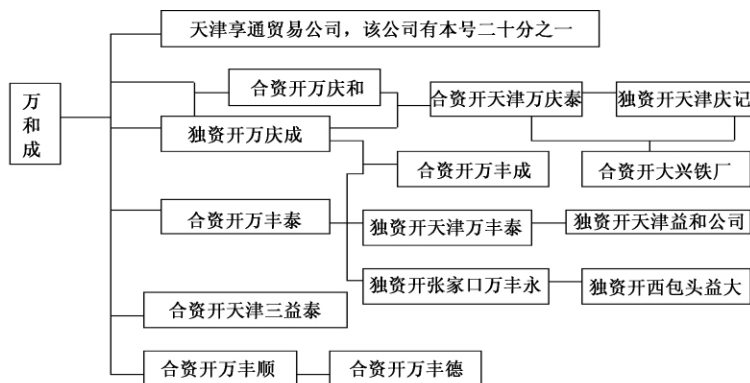 天津享通贸易公司，该公司有本号二十分之一
万和成
合资开万庆和
合资开天津万庆泰
独资开天津庆记
独资开万庆成
合资开万丰成
合资开大兴铁厂
合资开万丰泰
独资开天津万丰泰
独资开天津益和公司
独资开张家口万丰永
独资开西包头益大
合资开天津三益泰
合资开万丰顺
合资开万丰德